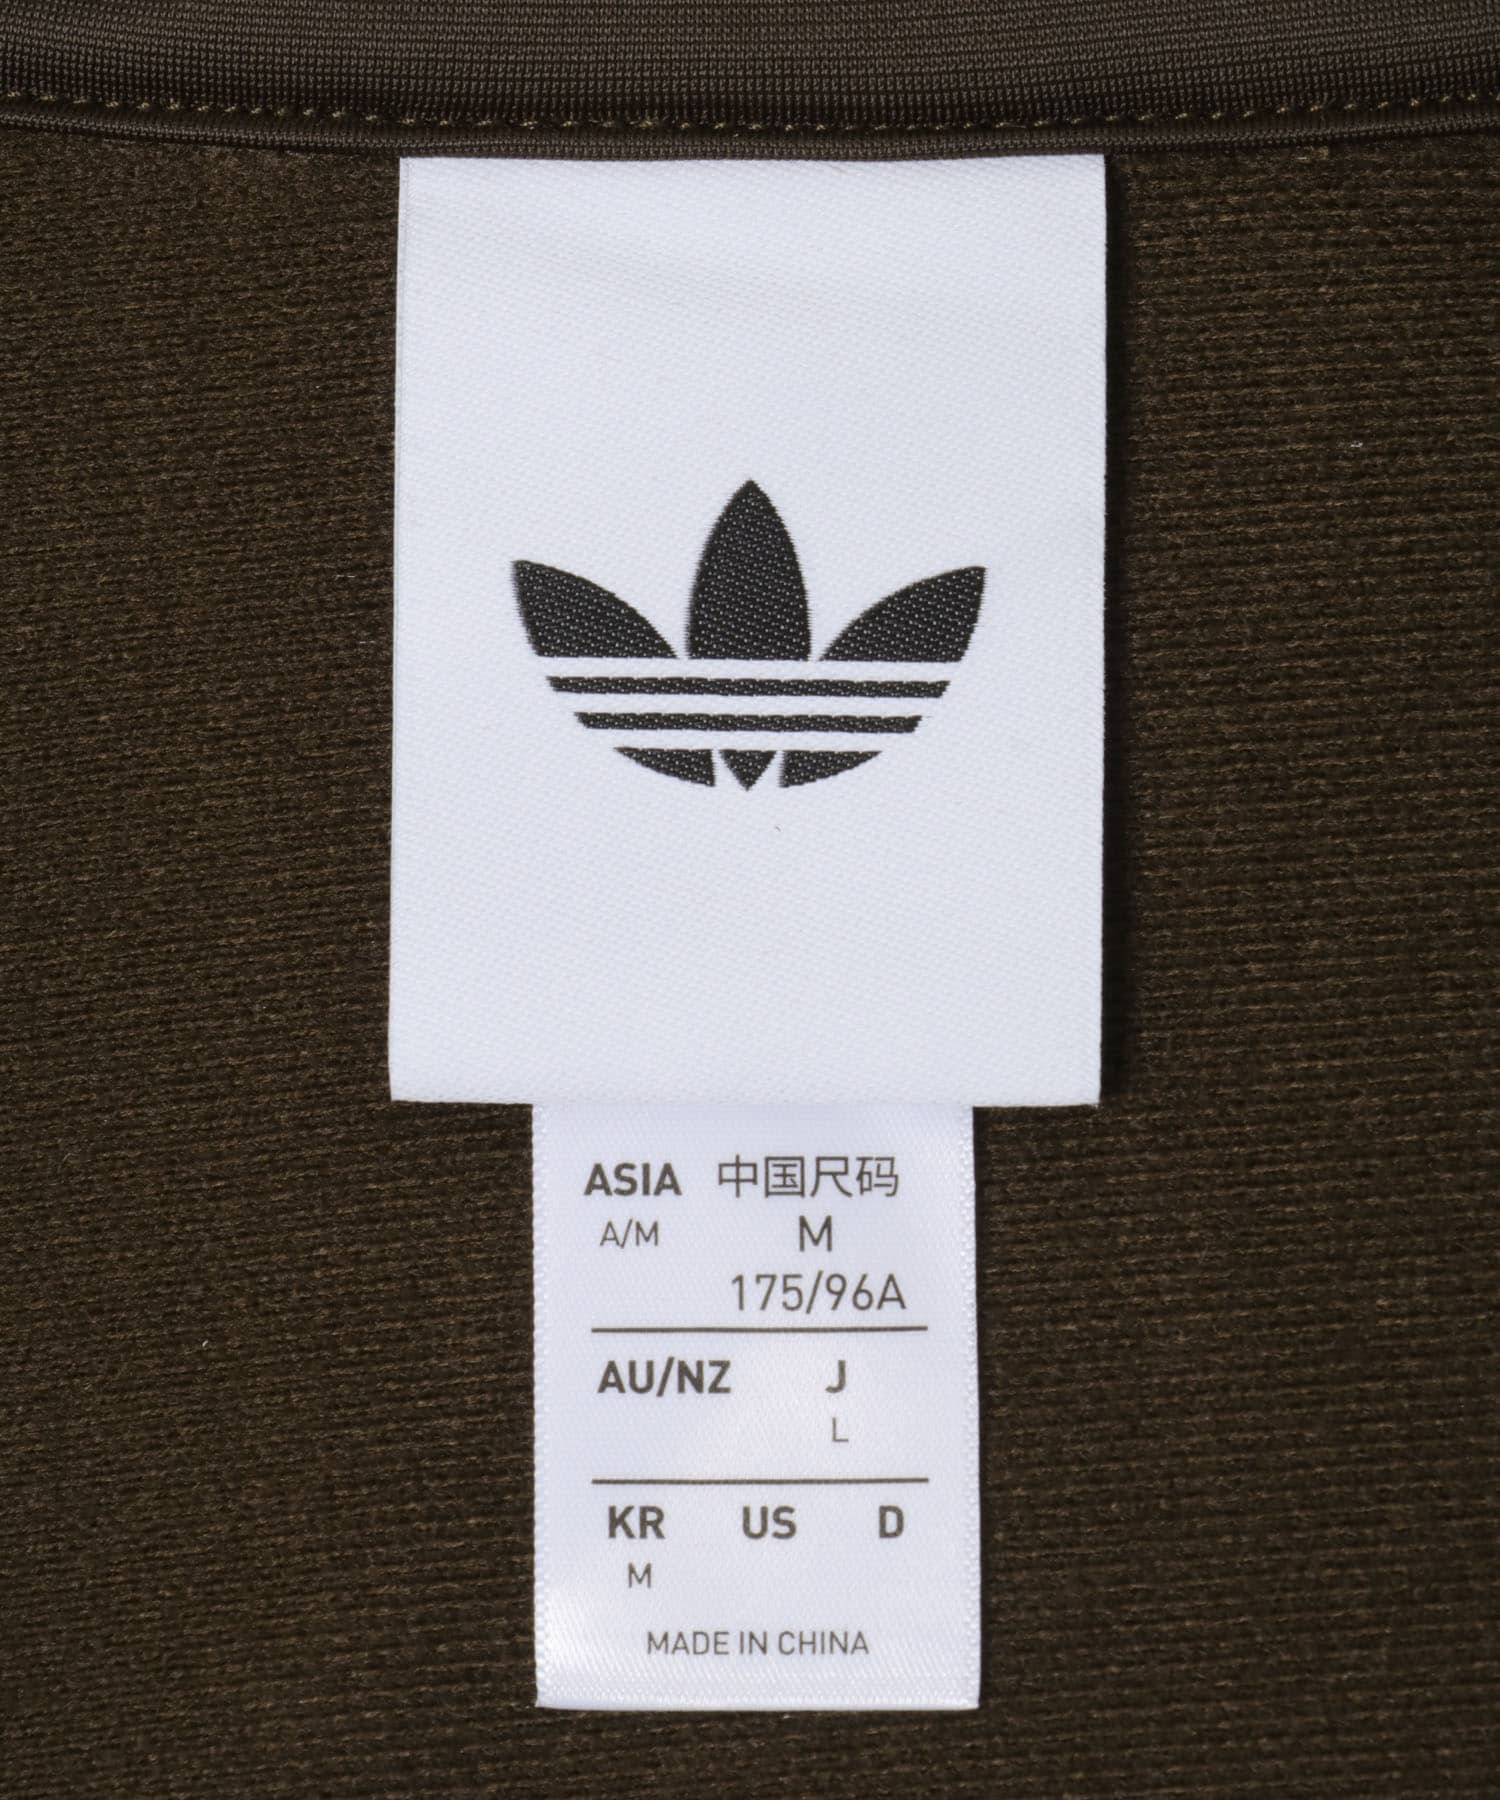 ASIA 中国尺码
A/M M
175/96A
AU/NZ J
L
KR US D
M
MADE IN CHINA